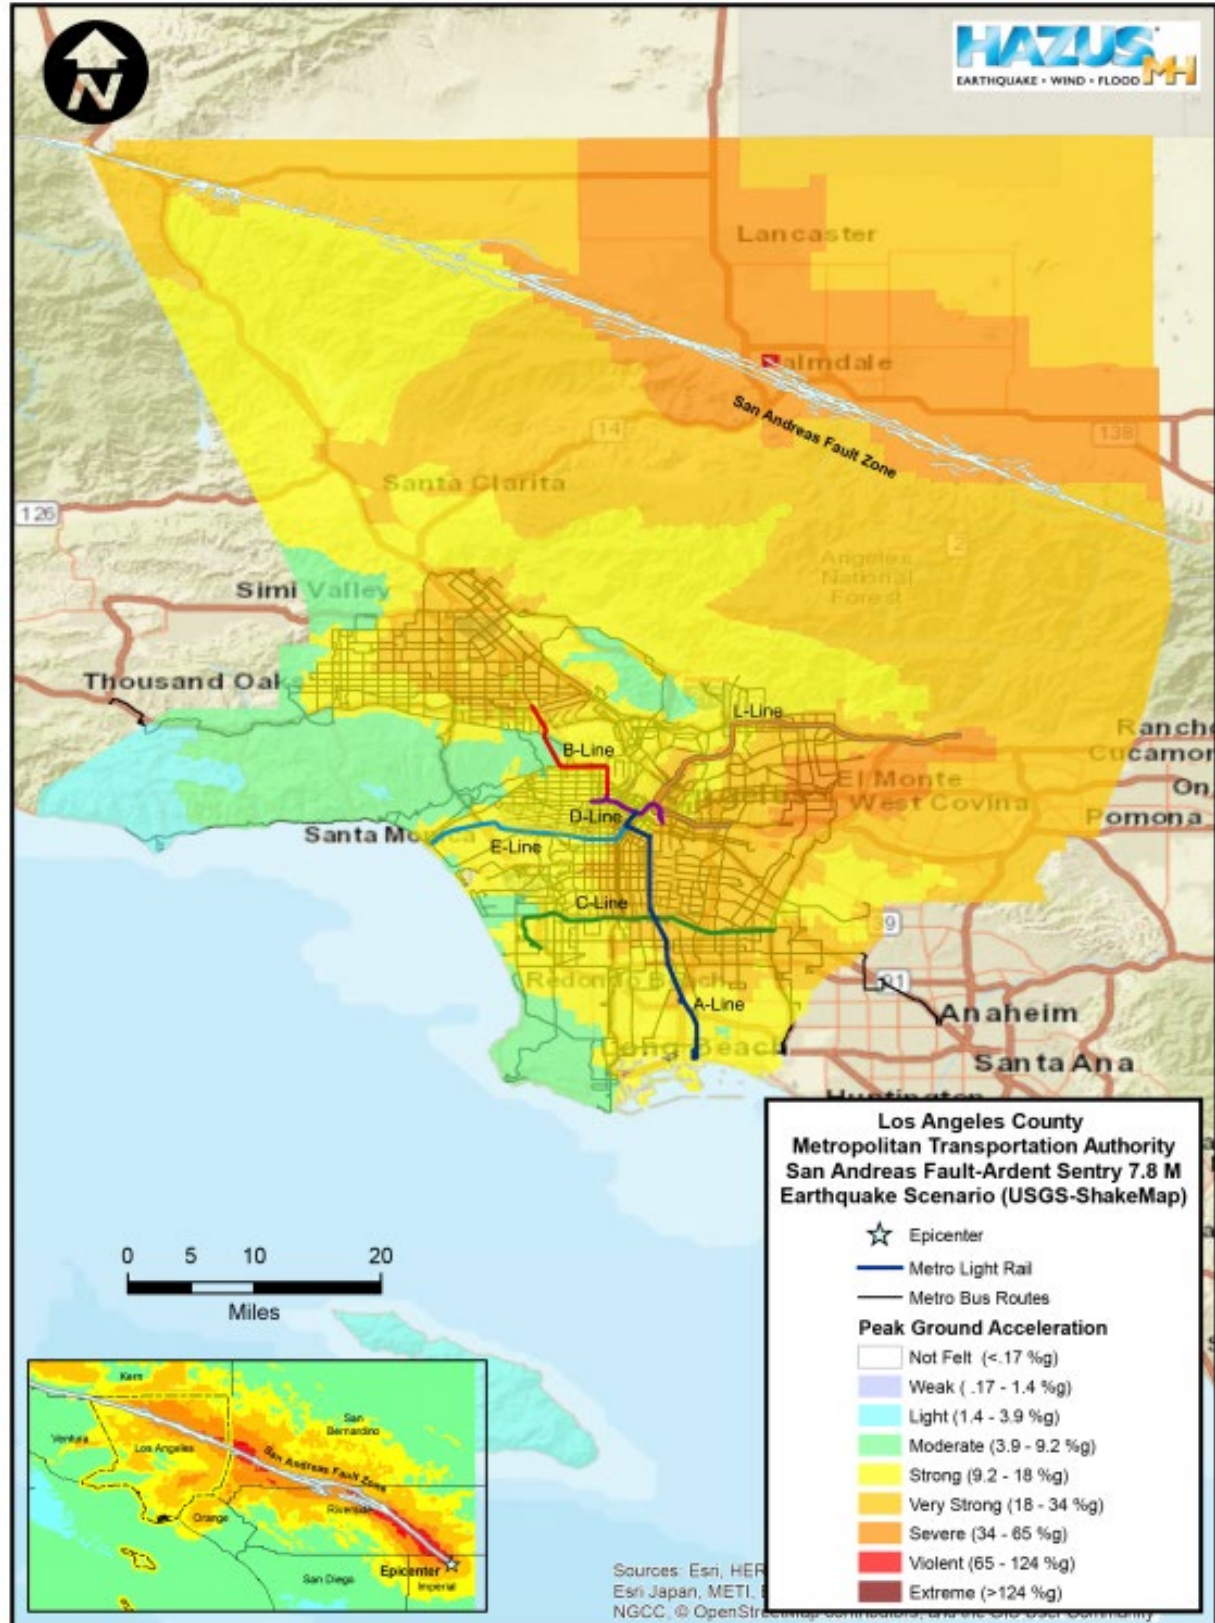 N
HAZUS MH
EARTHQUAKE • WIND • FLOOD
Lancaster
almdale
San Andreas Fault Zone
14
138
Santa Clarita
126
2
Angeles
National
Forest
Simi Valley
Thousand Oak
L-Line
B-Line
Ranch
Cucamon
El Monte
On
West Covina
Pomona
D-Line
Santa Mo
E-Line
C-Line
39
Redondo Beach
91
A-Line
Anaheim
Long Beach
Santa Ana
Huntington
Los Angeles County
Metropolitan Transportation Authority
San Andreas Fault-Ardent Sentry 7.8 M
Earthquake Scenario (USGS-ShakeMap)
Epicenter
Metro Light Rail
Metro Bus Routes
Peak Ground Acceleration
Not Felt (<.17 %g)
Weak ( .17 - 1.4 %g)
Light (1.4 - 3.9 %g)
Moderate (3.9 - 9.2 %g)
Strong (9.2 - 18 %g)
Very Strong (18 - 34 %g)
Severe (34 - 65 %g)
Violent (65 - 124 %g)
Extreme (>124 %g)
0 5 10 20
Miles
Kern
San
Bernardino
Ventura
Los Angeles
San Andreas Fault Zone
Riverside
Orange
Epicenter
Imperial
San Diego
Sources: Esri, HER
Esri Japan, METI,
NGCC, © OpenStreetMap contributors, and the GIS User Community